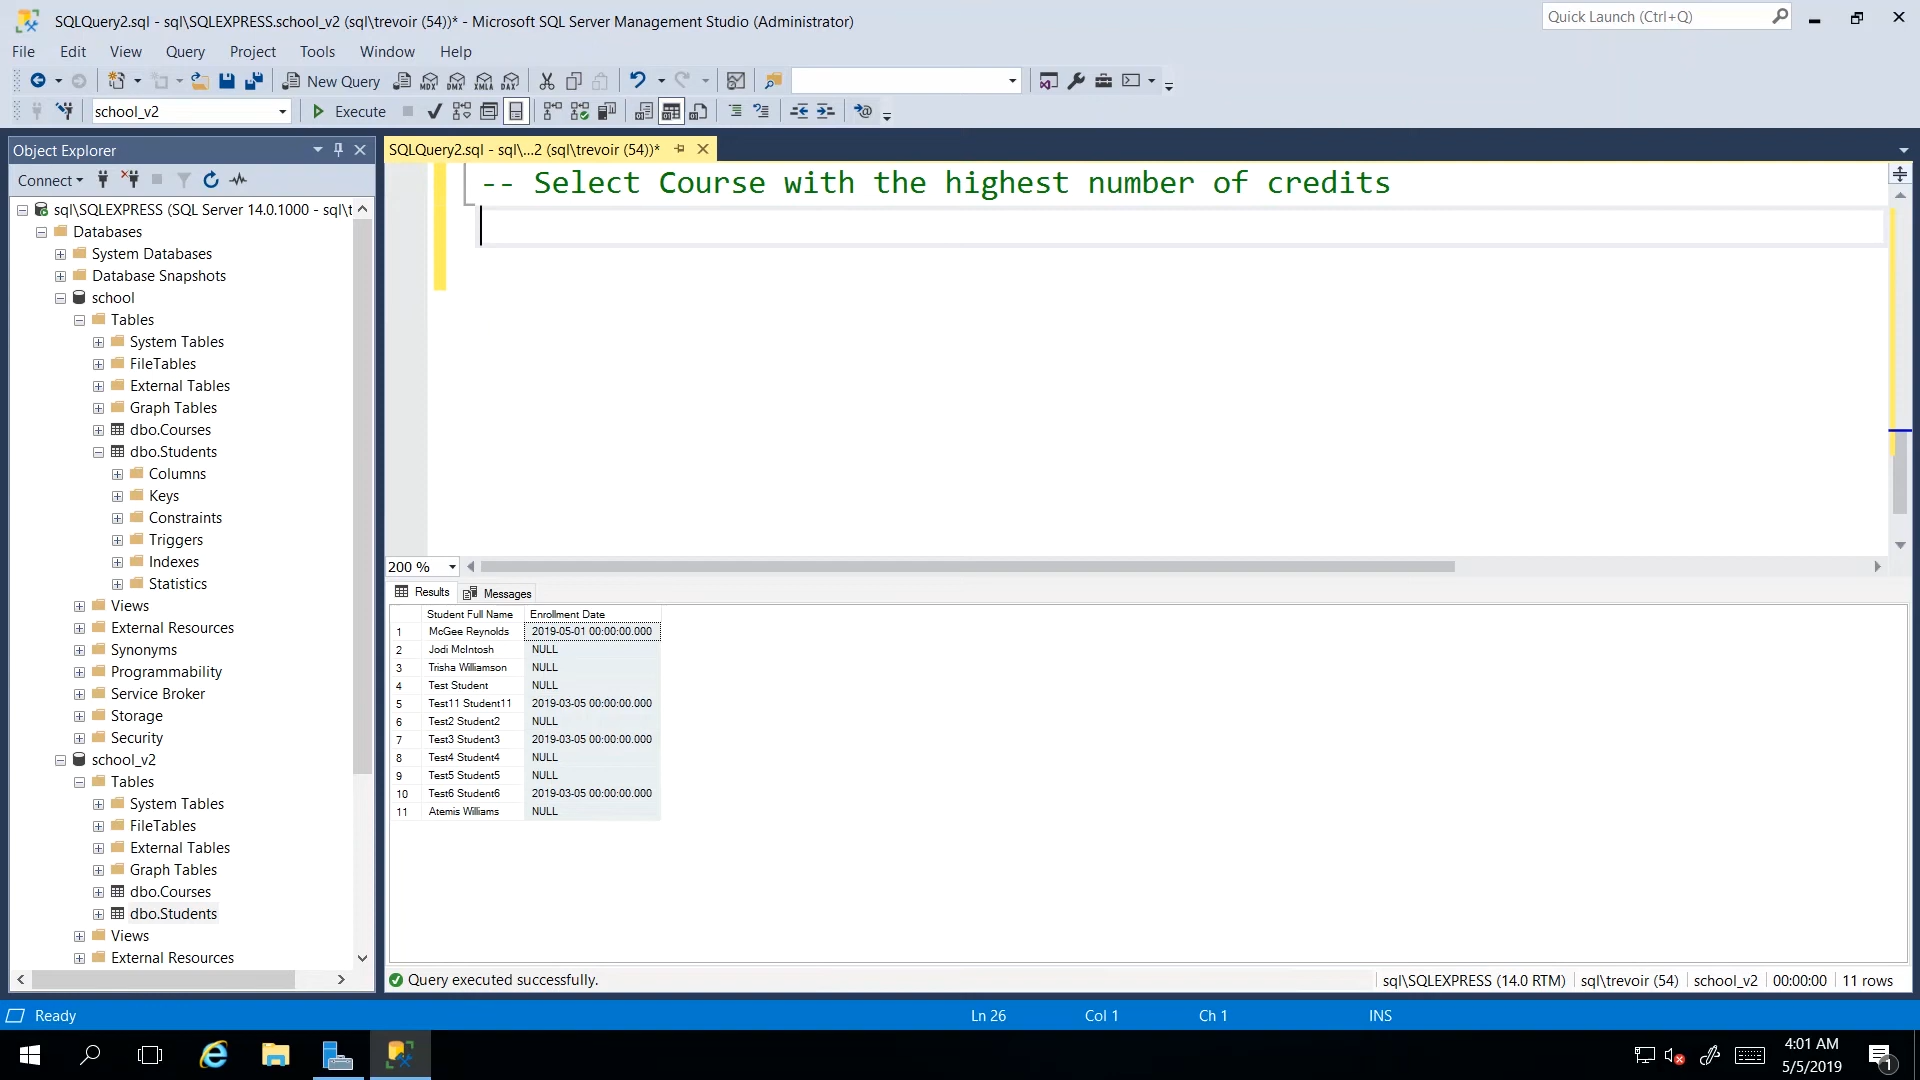 SQLQuery2.sql - sql\SQLEXPRESS.school_v2 (sql\trevoir (54))* - Microsoft SQL Server Management Studio (Administrator)
Quick Launch (Ctrl+Q)
File Edit View Query Project Tools Window Help
New Query MDX DMX XMLA DAX
school_v2 Execute
Object Explorer
SQLQuery2.sql - sql\...2 (sql\trevoir (54))*
Connect
-- Select Course with the highest number of credits
sql\SQLEXPRESS (SQL Server 14.0.1000 - sql\t
Databases
System Databases
Database Snapshots
school
Tables
System Tables
FileTables
External Tables
Graph Tables
dbo.Courses
dbo.Students
Columns
Keys
Constraints
Triggers
Indexes
Statistics
Views
External Resources
Synonyms
Programmability
Service Broker
Storage
Security
school_v2
Tables
System Tables
FileTables
External Tables
Graph Tables
dbo.Courses
dbo.Students
Views
External Resources
200 %
Results Messages
Student Full Name Enrollment Date
1 McGee Reynolds 2019-05-01 00:00:00.000
2 Jodi McIntosh NULL
3 Trisha Williamson NULL
4 Test Student NULL
5 Test11 Student11 2019-03-05 00:00:00.000
6 Test2 Student2 NULL
7 Test3 Student3 2019-03-05 00:00:00.000
8 Test4 Student4 NULL
9 Test5 Student5 NULL
10 Test6 Student6 2019-03-05 00:00:00.000
11 Atemis Williams NULL
Query executed successfully. sql\SQLEXPRESS (14.0 RTM) sql\trevoir (54) school_v2 00:00:00 11 rows
Ready Ln 26 Col 1 Ch 1 INS
4:01 AM
5/5/2019
1